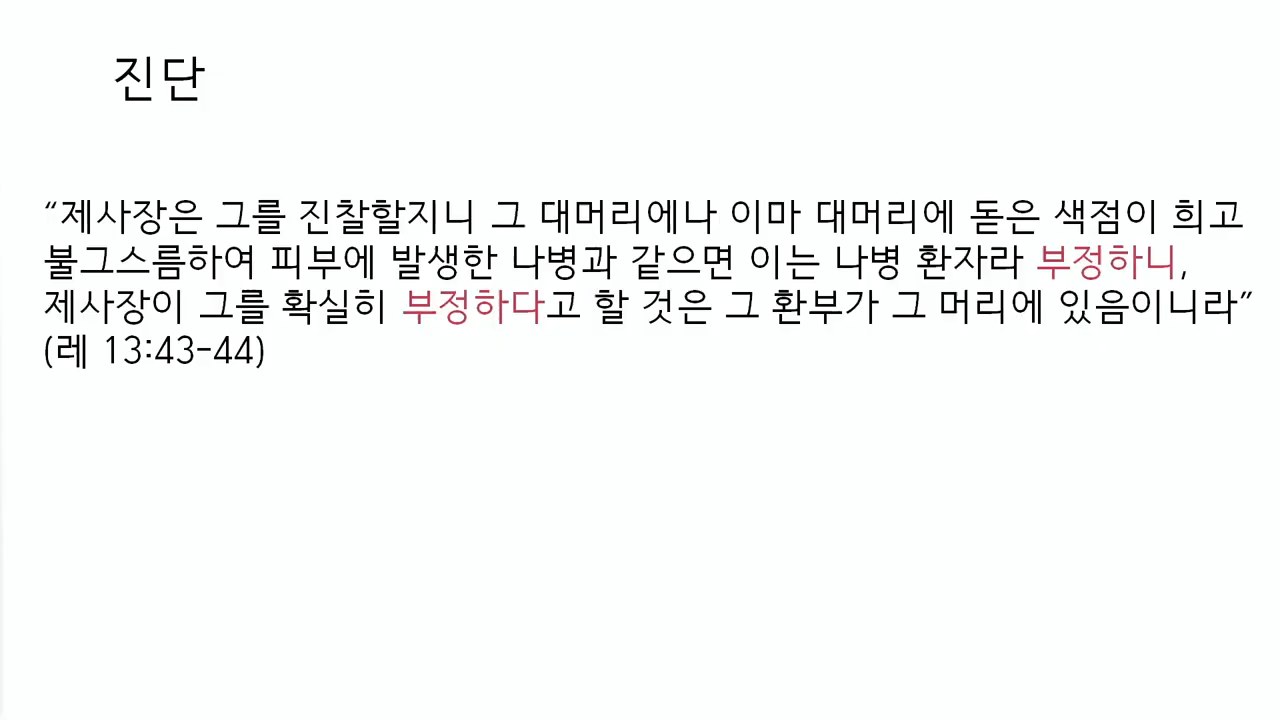 진단
“제사장은 그를 진찰할지니 그 대머리에나 이마 대머리에 돋은 색점이 희고
불그스름하여 피부에 발생한 나병과 같으면 이는 나병 환자라 부정하니,
제사장이 그를 확실히 부정하다고 할 것은 그 환부가 그 머리에 있음이니라”
(레 13:43-44)